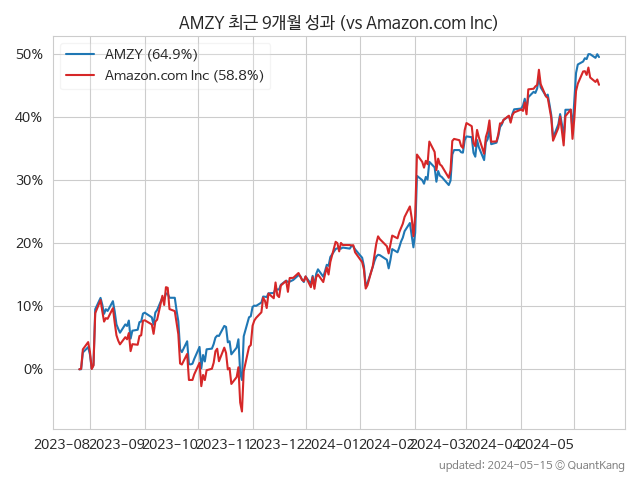 AMZY 최근 9개월 성과 (vs Amazon.com Inc)
AMZY (64.9%)
Amazon.com Inc (58.8%)
50%
40%
30%
20%
10%
0%
2023-08 2023-09 2023-10 2023-11 2023-12 2024-01 2024-02 2024-03 2024-04 2024-05
updated: 2024-05-15 © QuantKang